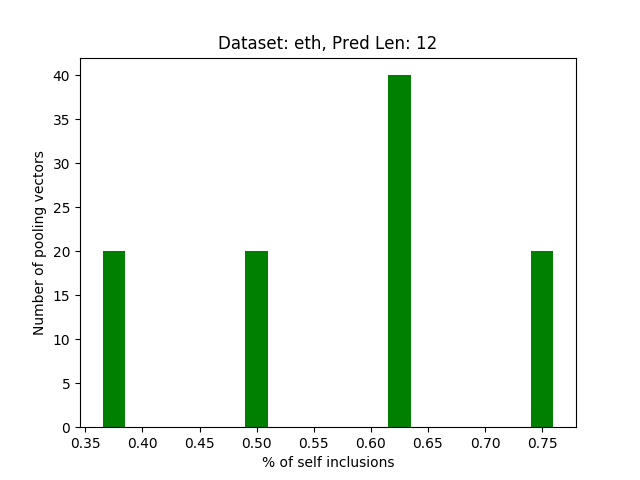 Dataset: eth, Pred Len: 12
40
35
30
25
20
15
10
5
0
Number of pooling vectors
0.35 0.40 0.45 0.50 0.55 0.60 0.65 0.70 0.75
% of self inclusions